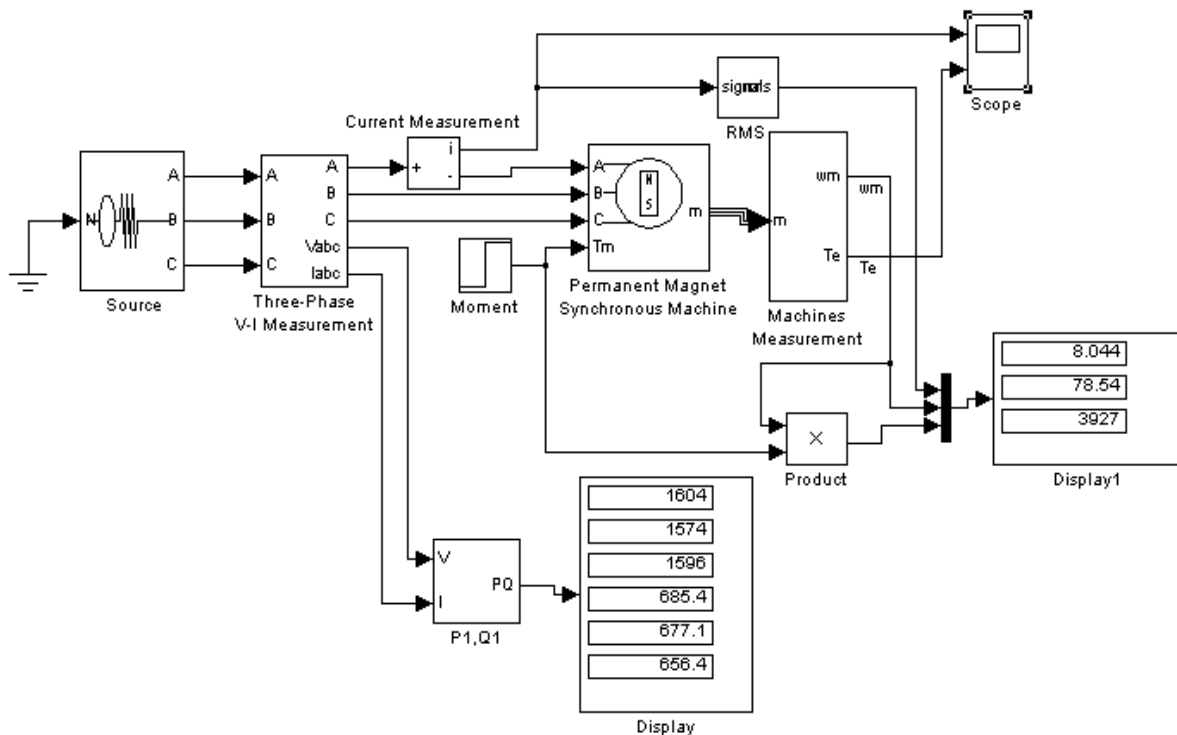 Scope
signals
RMS
Current Measurement
i
+
-
N
A
B
C
Source
A
B
C
A
B
C
Vabc
Iabc
Three-Phase
V-I Measurement
Moment
A
B
C
Tm
N
S
m
Permanent Magnet
Synchronous Machine
m
wm
Te
wm
Te
Machines
Measurement
×
Product
8.044
78.54
3927
Display1
V
I
PQ
P1,Q1
1604
1574
1596
685.4
677.1
656.4
Display